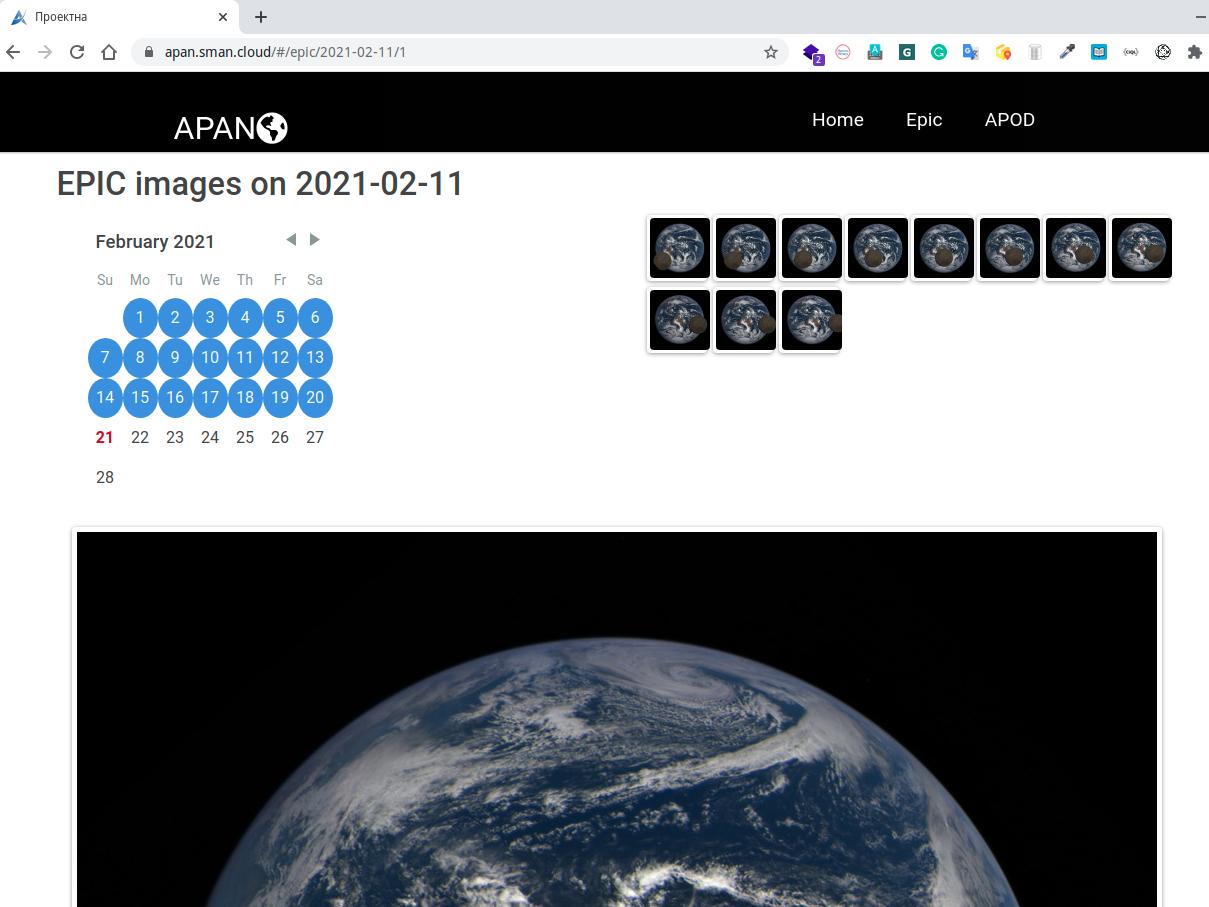 Проектна
apan.sman.cloud/#/epic/2021-02-11/1
2
APAN
Home Epic APOD
EPIC images on 2021-02-11
February 2021
Su Mo Tu We Th Fr Sa
1 2 3 4 5 6
7 8 9 10 11 12 13
14 15 16 17 18 19 20
21 22 23 24 25 26 27
28